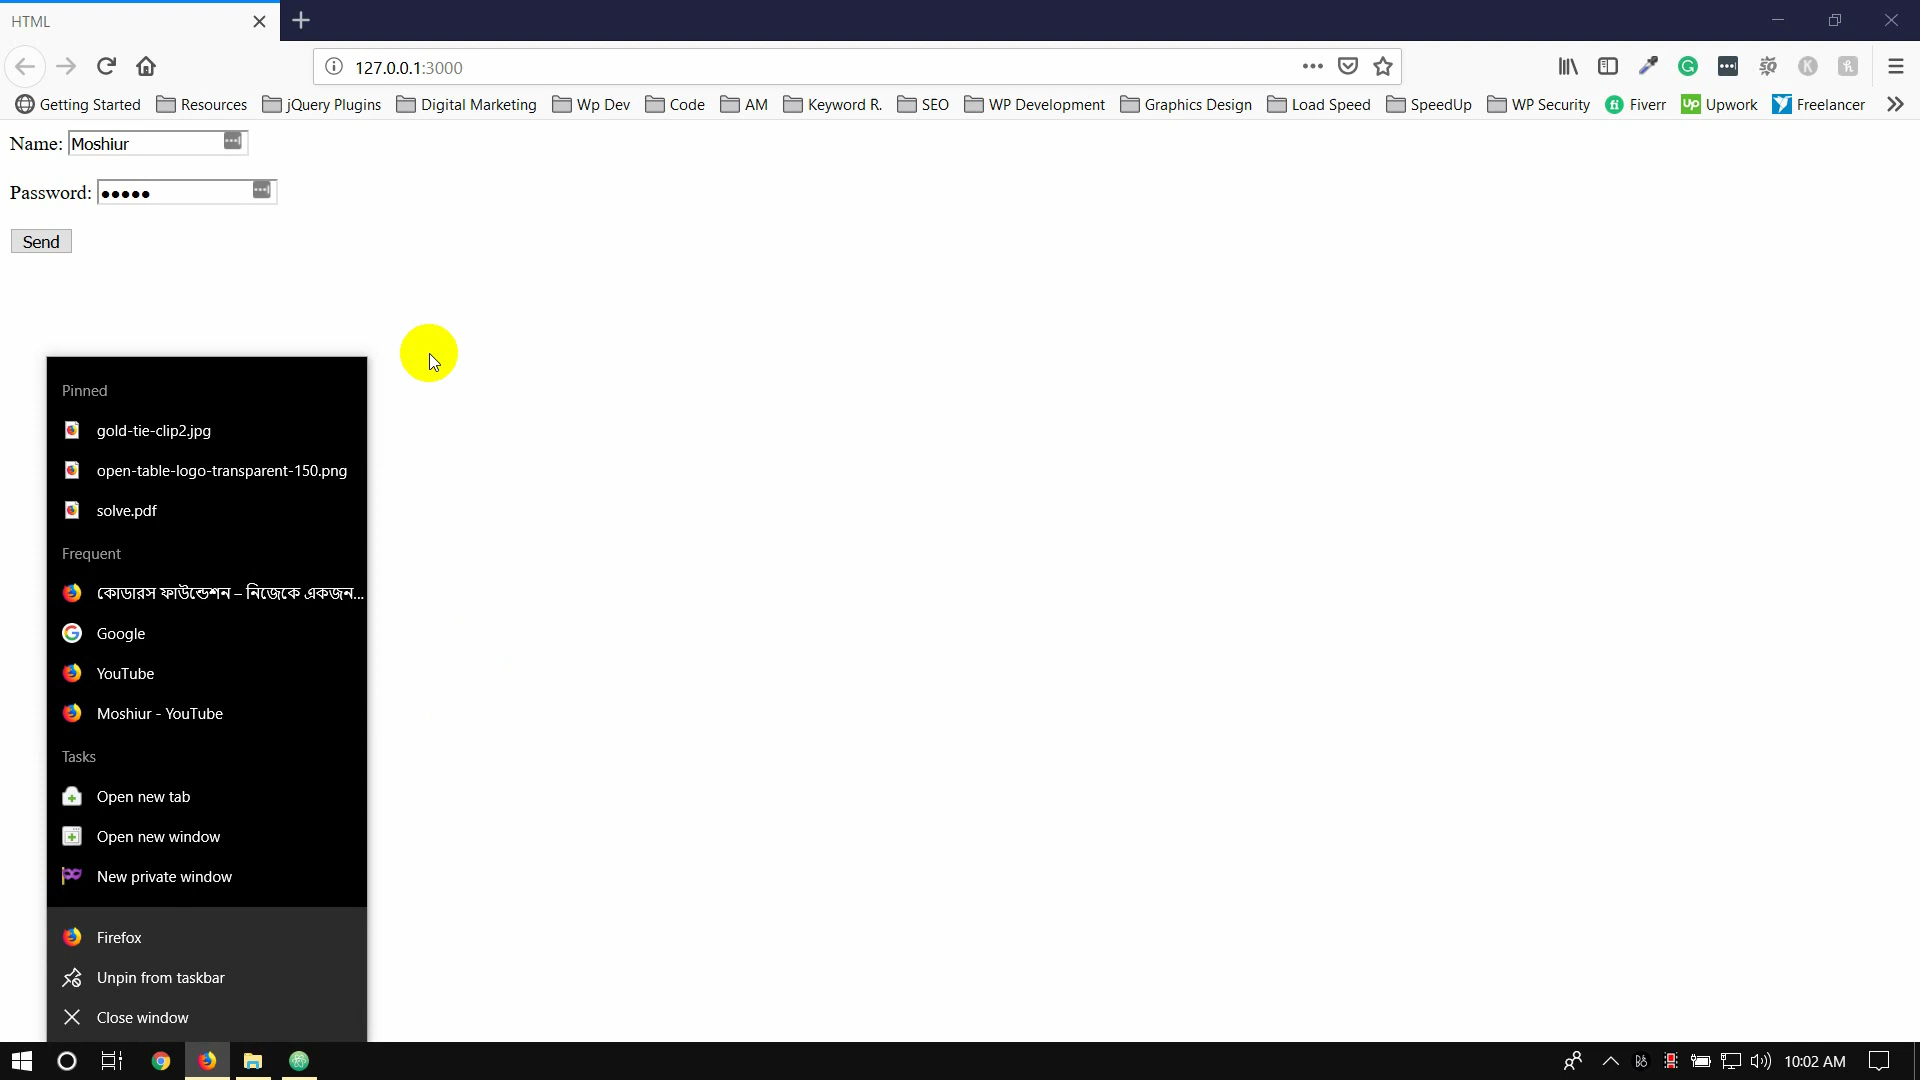 HTML
127.0.0.1:3000
Getting Started Resources jQuery Plugins Digital Marketing Wp Dev Code AM Keyword R. SEO WP Development Graphics Design Load Speed SpeedUp WP Security Fiverr Upwork Freelancer
Name: Moshiur
Password: •••••
Send
Pinned
gold-tie-clip2.jpg
open-table-logo-transparent-150.png
solve.pdf
Frequent
কোডারস ফাউন্ডেশন – নিজেকে একজন...
Google
YouTube
Moshiur - YouTube
Tasks
Open new tab
Open new window
New private window
Firefox
Unpin from taskbar
Close window
10:02 AM